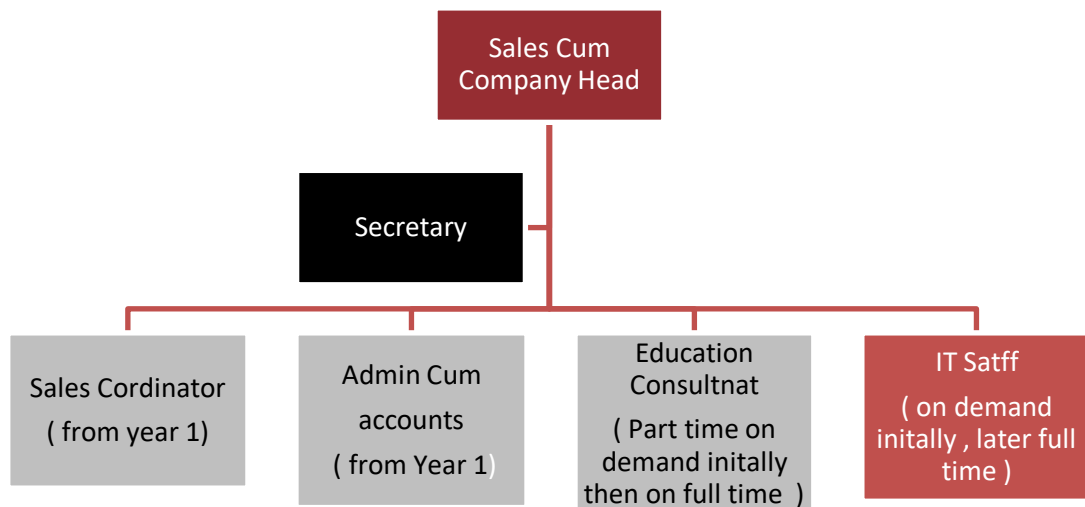 Sales Cum
Company Head
Secretary
Sales Cordinator
( from year 1)
Admin Cum
accounts
( from Year 1)
Education
Consultnat
( Part time on
demand initally
then on full time  )
IT Satff
( on demand
initally , later full
time )